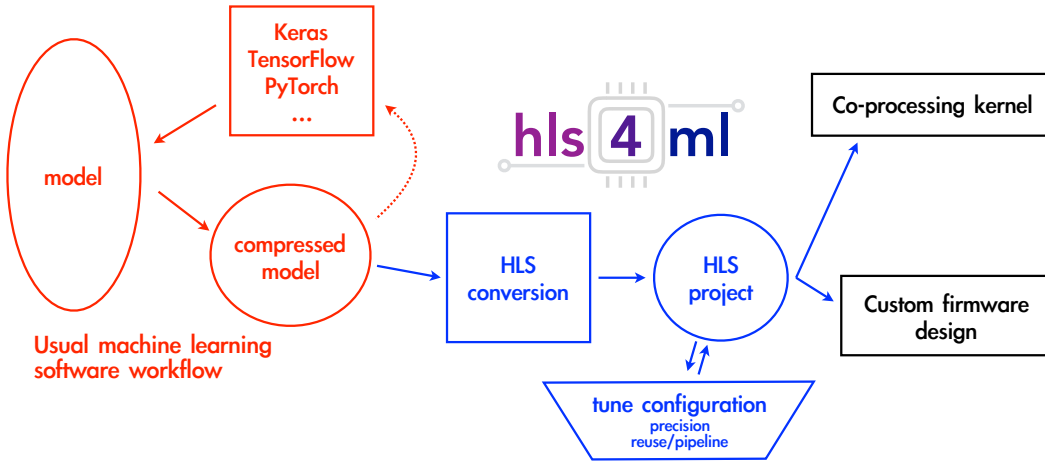 Keras
TensorFlow
PyTorch
...
model
compressed
model
Usual machine learning
software workflow
hls 4 ml
HLS
conversion
HLS
project
tune configuration
precision
reuse/pipeline
Co-processing kernel
Custom firmware
design